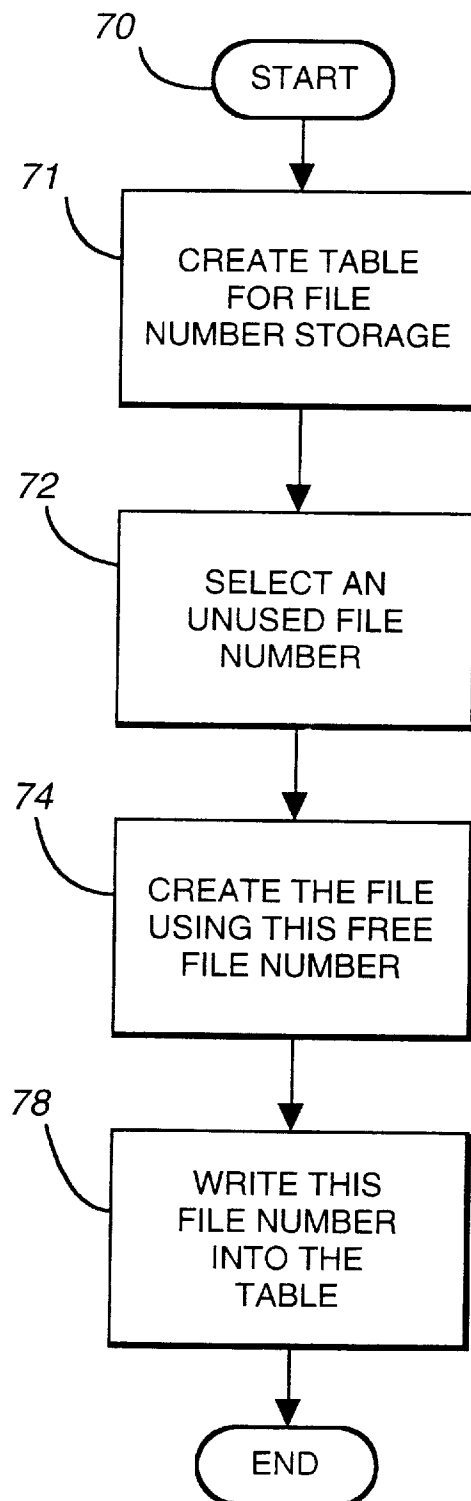 70
START
71
CREATE TABLE
FOR FILE
NUMBER STORAGE
72
SELECT AN
UNUSED FILE
NUMBER
74
CREATE THE FILE
USING THIS FREE
FILE NUMBER
78
WRITE THIS
FILE NUMBER
INTO THE
TABLE
END